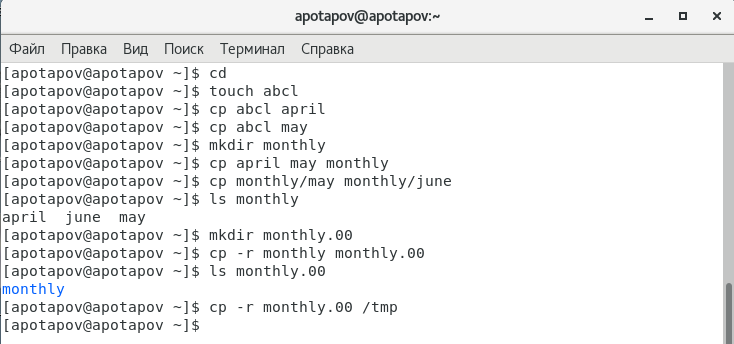 apotapov@apotapov:~
Файл Правка Вид Поиск Терминал Справка
[apotapov@apotapov ~]$ cd
[apotapov@apotapov ~]$ touch abcl
[apotapov@apotapov ~]$ cp abcl april
[apotapov@apotapov ~]$ cp abcl may
[apotapov@apotapov ~]$ mkdir monthly
[apotapov@apotapov ~]$ cp april may monthly
[apotapov@apotapov ~]$ cp monthly/may monthly/june
[apotapov@apotapov ~]$ ls monthly
april  june  may
[apotapov@apotapov ~]$ mkdir monthly.00
[apotapov@apotapov ~]$ cp -r monthly monthly.00
[apotapov@apotapov ~]$ ls monthly.00
monthly
[apotapov@apotapov ~]$ cp -r monthly.00 /tmp
[apotapov@apotapov ~]$